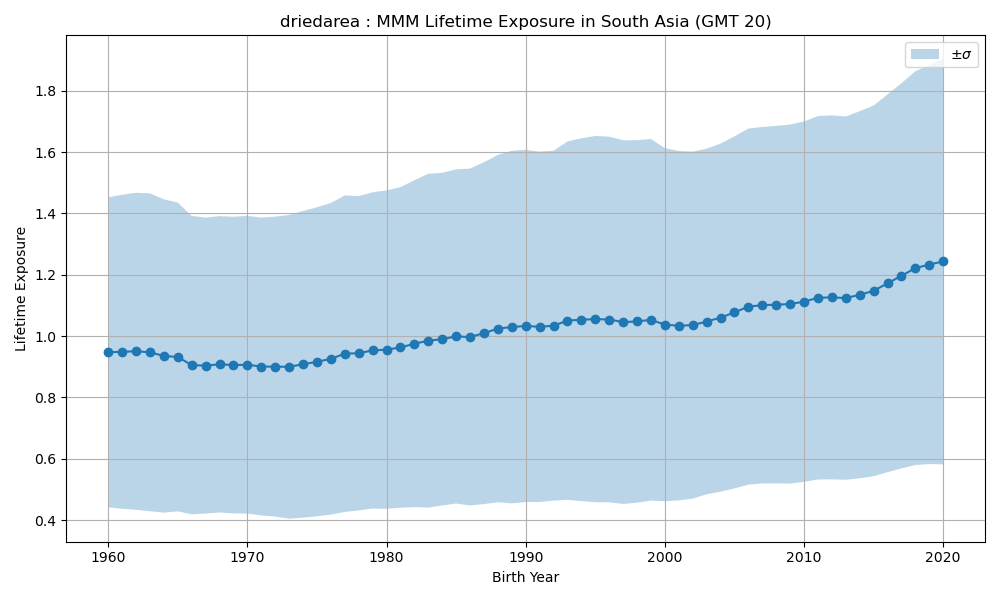 driedarea : MMM Lifetime Exposure in South Asia (GMT 20)
±σ
Lifetime Exposure
1.8
1.6
1.4
1.2
1.0
0.8
0.6
0.4
1960 1970 1980 1990 2000 2010 2020
Birth Year